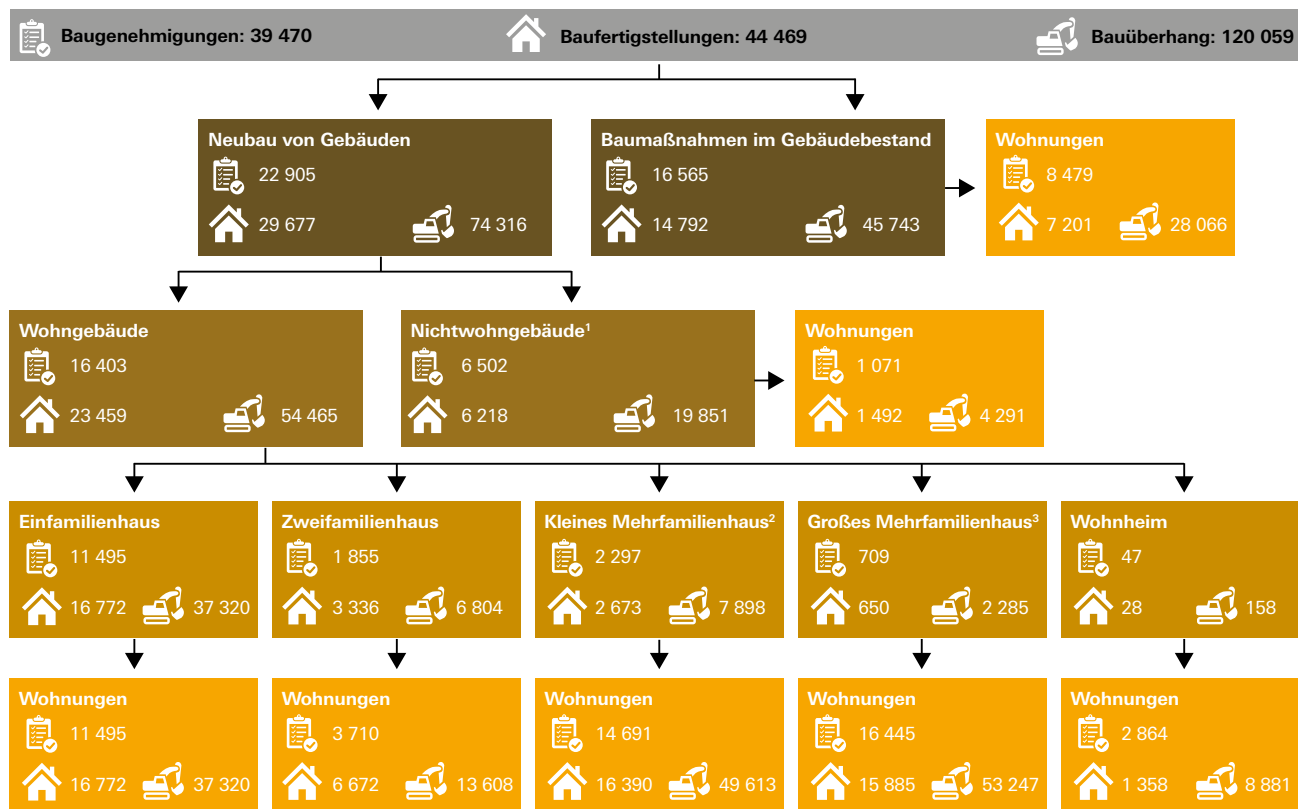 Baugenehmigungen: 39 470
Baufertigstellungen: 44 469
Bauüberhang: 120 059
Neubau von Gebäuden
22 905
29 677
74 316
Baumaßnahmen im Gebäudebestand
16 565
14 792
45 743
Wohnungen
8 479
7 201
28 066
Wohngebäude
16 403
23 459
54 465
Nichtwohngebäude¹
6 502
6 218
19 851
Wohnungen
1 071
1 492
4 291
Einfamilienhaus
11 495
16 772
37 320
Zweifamilienhaus
1 855
3 336
6 804
Kleines Mehrfamilienhaus²
2 297
2 673
7 898
Großes Mehrfamilienhaus³
709
650
2 285
Wohnheim
47
28
158
Wohnungen
11 495
16 772
37 320
Wohnungen
3 710
6 672
13 608
Wohnungen
14 691
16 390
49 613
Wohnungen
16 445
15 885
53 247
Wohnungen
2 864
1 358
8 881